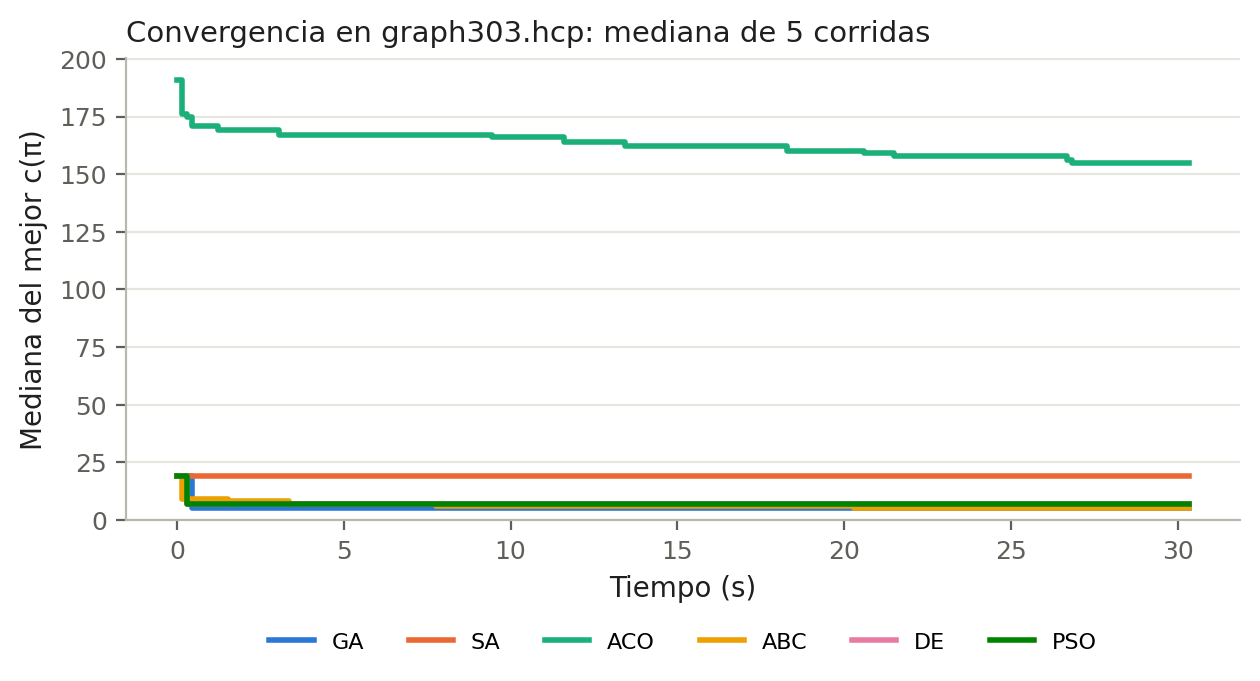 Convergencia en graph303.hcp: mediana de 5 corridas
Mediana del mejor c(π)
200
175
150
125
100
75
50
25
0
0 5 10 15 20 25 30
Tiempo (s)
GA SA ACO ABC DE PSO